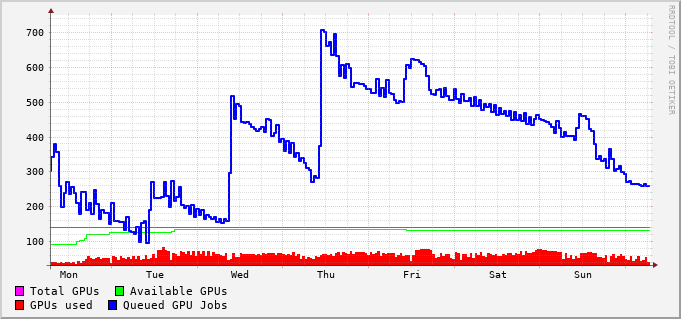 700
600
500
400
300
200
100
Mon Tue Wed Thu Fri Sat Sun
Total GPUs Available GPUs
GPUs used Queued GPU Jobs
RRDTOOL / TOBI OETIKER